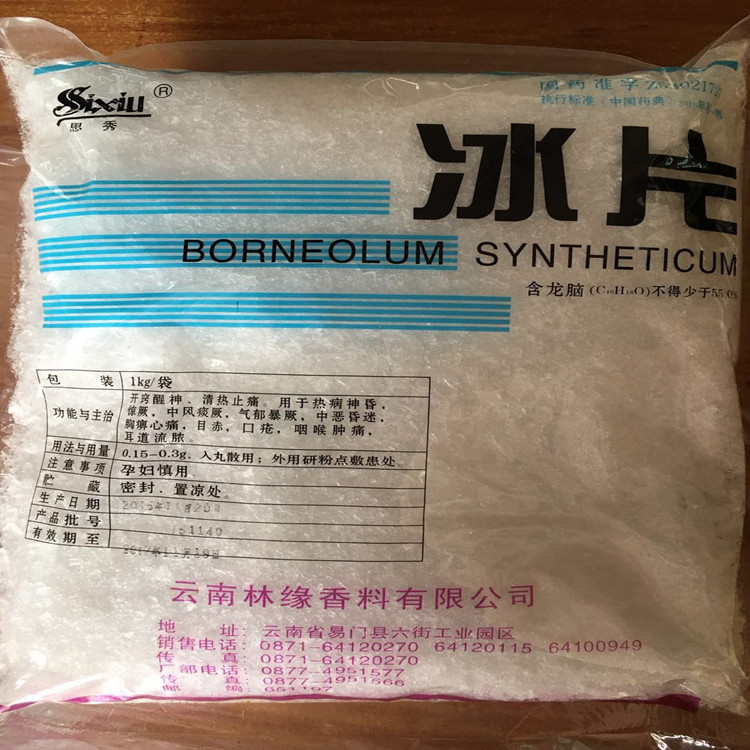 Sixiu®
思秀
国药准字
执行标准《中国药典》
冰片
BORNEOLUM SYNTHETICUM
含龙脑(C₁₀H₁₈O)不得少于55.0%
包 装 1kg/袋
功能与主治 开窍醒神、清热止痛。用于热病神昏,
惊厥,中风痰厥,气郁暴厥,中恶昏迷,
胸痹心痛,目赤,口疮,咽喉肿痛,
耳道流脓
用法与用量 0.15-0.3g、入丸散用;外用研粉点敷患处。
注意事项 孕妇慎用
贮 藏 密封、置凉处。
生产日期
产品批号
有效期至
云南林缘香料有限公司
地 址:云南省易门县六街工业园区
销售电话:0871-64120270 64120115 64100949
传 真:0871-64120270
厂部电话:0877-4951577
传 真:0877-4951566
邮 编